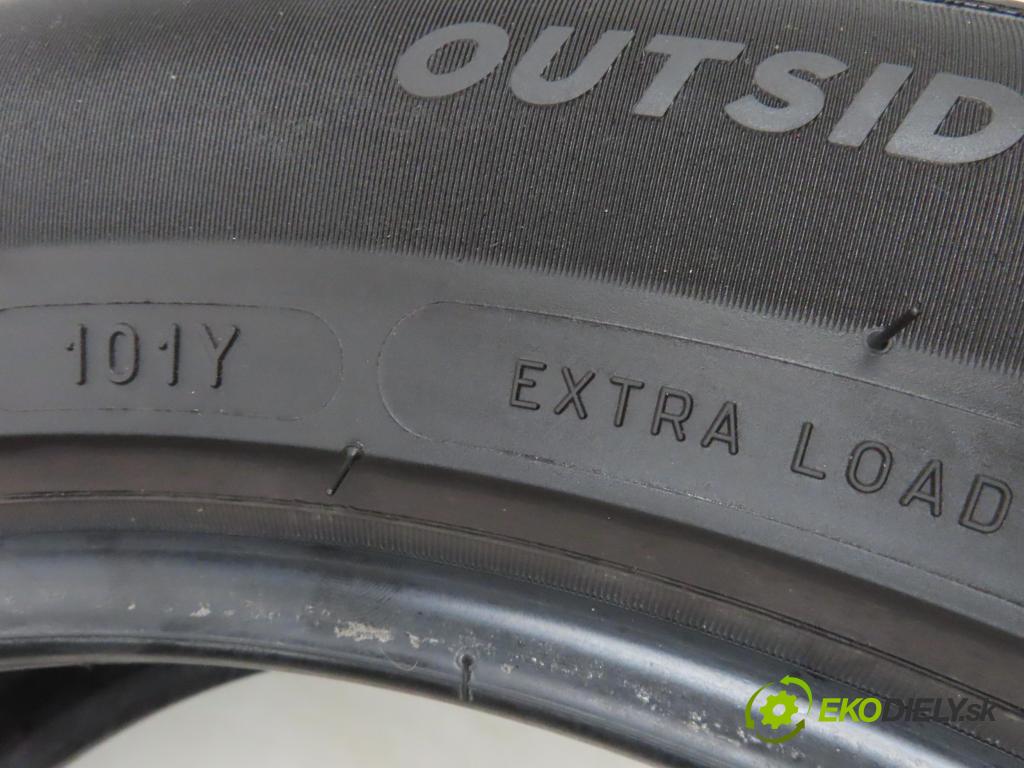 OUTSID
101Y
EXTRA LOAD
EKODIELY.sk